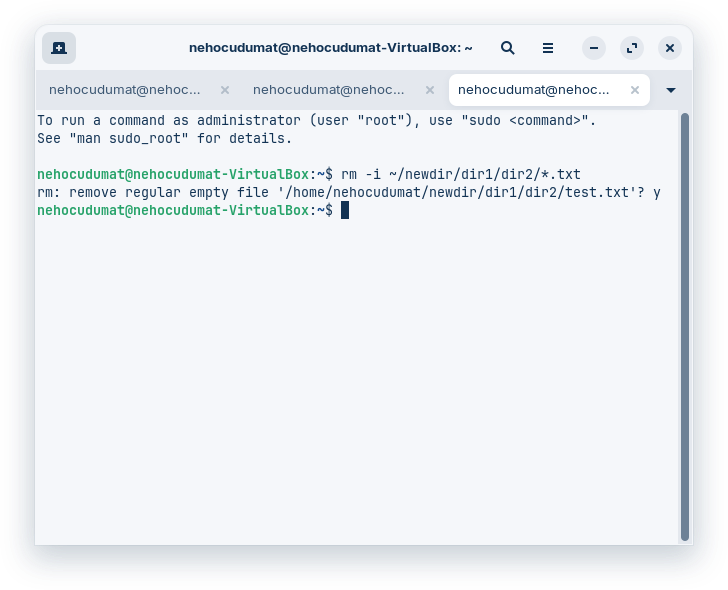 nehocudumat@nehocudumat-VirtualBox: ~
nehocudumat@nehoc...
nehocudumat@nehoc...
nehocudumat@nehoc...
To run a command as administrator (user "root"), use "sudo <command>".
See "man sudo_root" for details.
nehocudumat@nehocudumat-VirtualBox:~$ rm -i ~/newdir/dir1/dir2/*.txt
rm: remove regular empty file '/home/nehocudumat/newdir/dir1/dir2/test.txt'? y
nehocudumat@nehocudumat-VirtualBox:~$